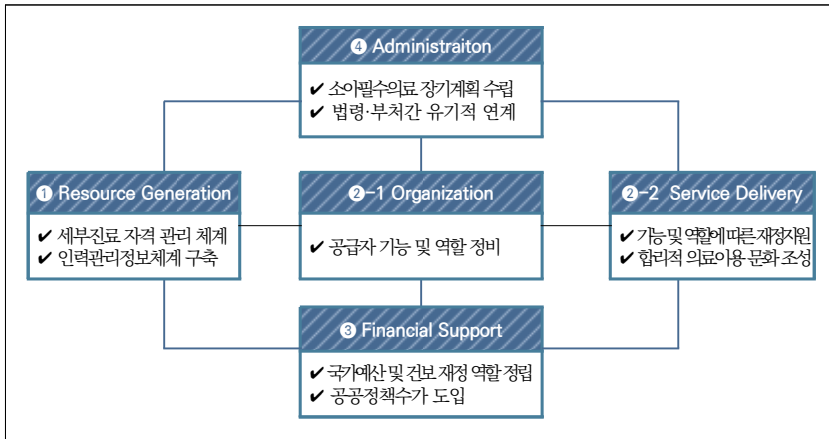 ❹ Administraiton
✔ 소아필수의료 장기계획 수립
✔ 법령·부처간 유기적 연계
❶ Resource Generation
✔ 세부진료 자격 관리 체계
✔ 인력관리정보체계 구축
❷-1 Organization
✔ 공급자 기능 및 역할 정비
❷-2 Service Delivery
✔ 기능 및 역할에 따른 재정지원
✔ 합리적 의료이용 문화 조성
❸ Financial Support
✔ 국가예산 및 건보 재정 역할 정립
✔ 공공정책수가 도입